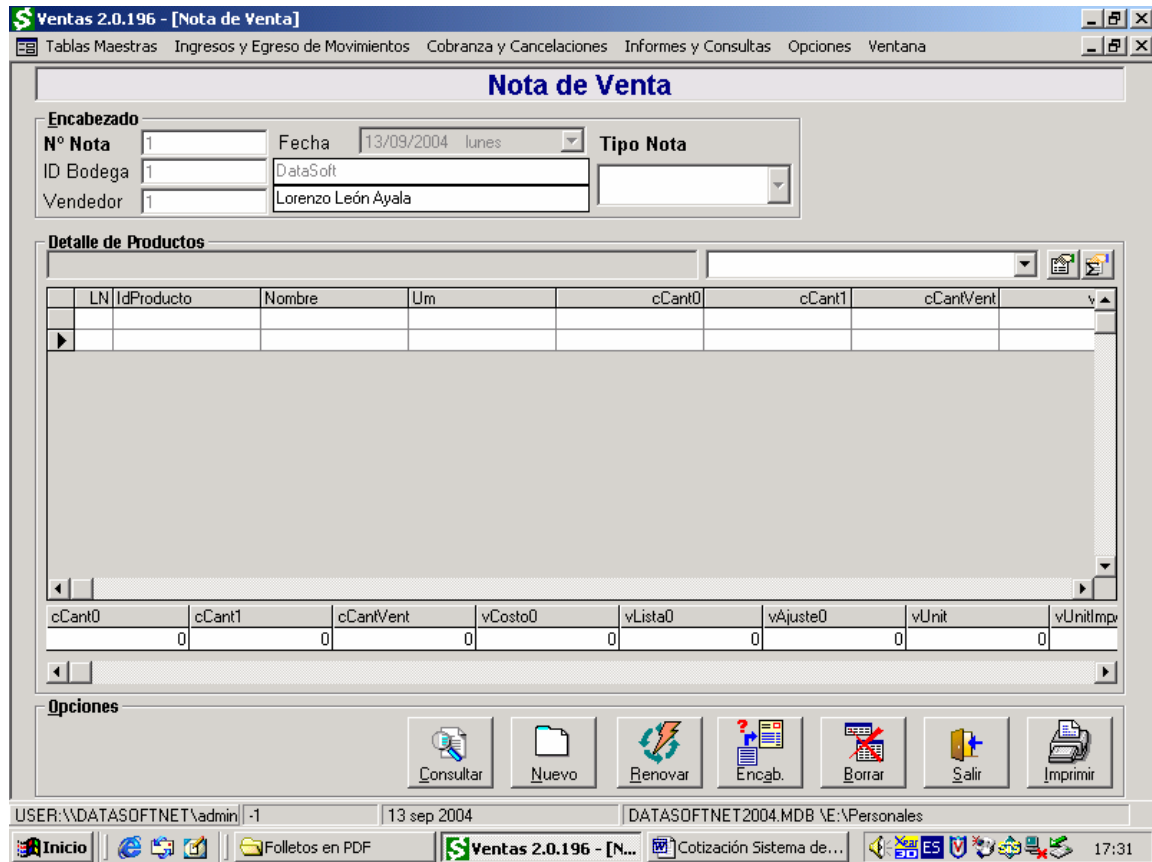 Ventas 2.0.196 - [Nota de Venta]
Tablas Maestras Ingresos y Egreso de Movimientos Cobranza y Cancelaciones Informes y Consultas Opciones Ventana
Nota de Venta
Encabezado
Nº Nota 1 Fecha 13/09/2004 lunes Tipo Nota
ID Bodega 1 DataSoft
Vendedor 1 Lorenzo León Ayala
Detalle de Productos
LN IdProducto Nombre Um cCant0 cCant1 cCantVent v
cCant0 cCant1 cCantVent vCosto0 vLista0 vAjuste0 vUnit vUnitImp
0 0 0 0 0 0 0
Opciones
Consultar Nuevo Renovar Encab. Borrar Salir Imprimir
USER:\\DATASOFTNET\admin -1 13 sep 2004 DATASOFTNET2004.MDB \E:\Personales
Inicio Folletos en PDF Ventas 2.0.196 - [N... Cotización Sistema de... ES 17:31